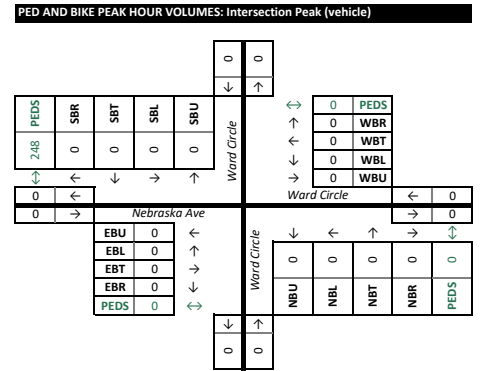 PED AND BIKE PEAK HOUR VOLUMES: Intersection Peak (vehicle)
0 0
↓ ↑
PEDS SBR SBT SBL SBU
248 0 0 0 0
↕ ← ↓ → ↑
Ward Circle
↔ 0 PEDS
↑ 0 WBR
← 0 WBT
↓ 0 WBL
→ 0 WBU
0 ←
0 →
Ward Circle
← 0
→ 0
Nebraska Ave
EBU 0 ←
EBL 0 ↑
EBT 0 →
EBR 0 ↓
PEDS 0 ↔
Ward Circle
↓ ← ↑ → ↕
0 0 0 0 0
NBU NBL NBT NBR PEDS
↓ ↑
0 0